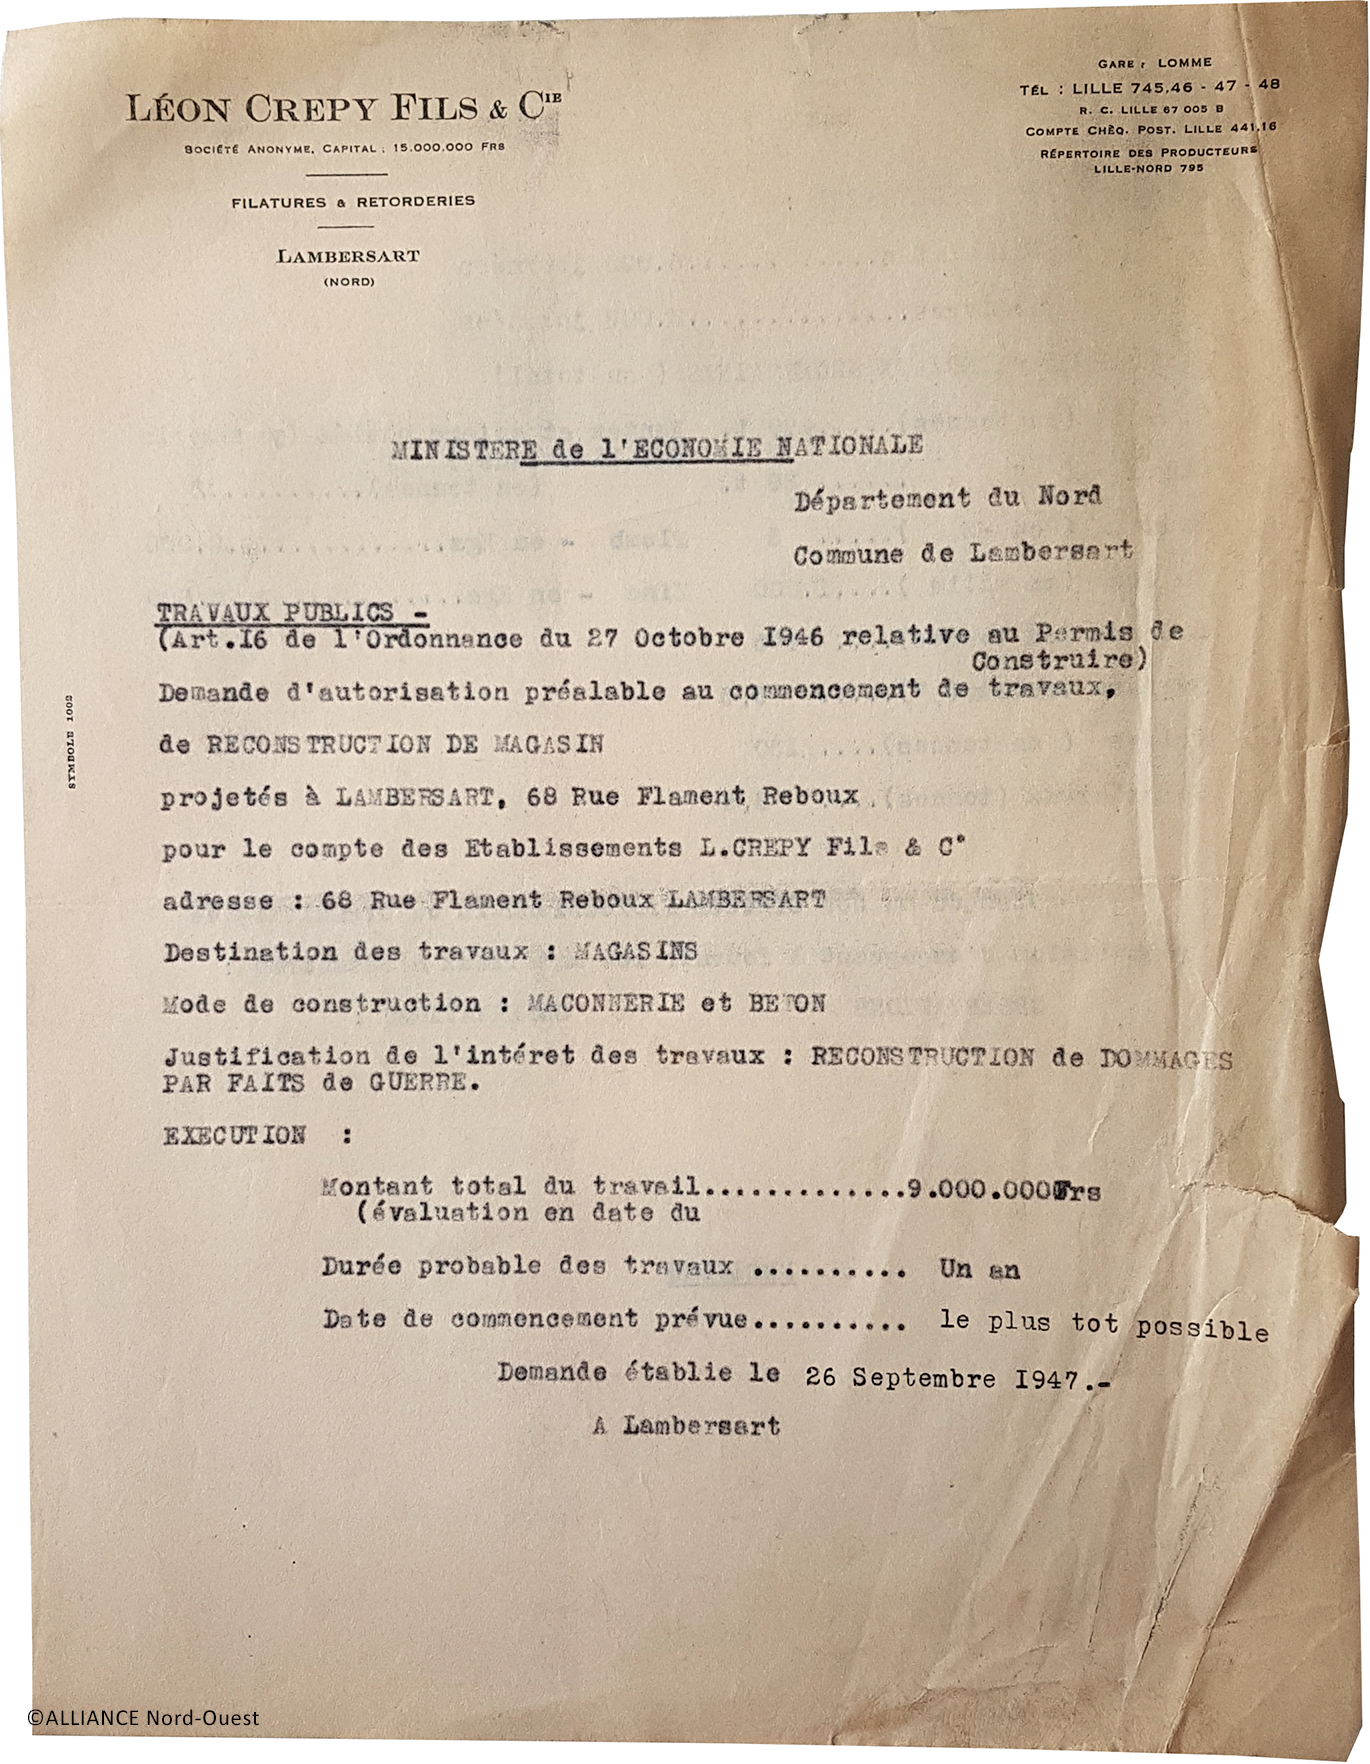 LÉON CREPY FILS & CIE
SOCIÉTÉ ANONYME, CAPITAL : 15.000.000 FRS
FILATURES & RETORDERIES
LAMBERSART
(NORD)
GARE : LOMME
TÉL : LILLE 745.46 - 47 - 48
R. C. LILLE 67 005 B
COMPTE CHÈQ. POST. LILLE 441.16
RÉPERTOIRE DES PRODUCTEURS
LILLE-NORD 795
MINISTERE de l'ECONOMIE NATIONALE
Département du Nord
Commune de Lambersart
TRAVAUX PUBLICS -
(Art.I6 de l'Ordonnance du 27 Octobre I946 relative au Permis de
Construire)
Demande d'autorisation préalable au commencement de travaux,
de RECONSTRUCTION DE MAGASIN
projetés à LAMBERSART, 68 Rue Flament Reboux
pour le compte des Etablissements L.CREPY Fils & C°
adresse : 68 Rue Flament Reboux LAMBERSART
Destination des travaux : MAGASINS
Mode de construction : MACONNERIE et BETON
Justification de l'intéret des travaux : RECONSTRUCTION de DOMMAGES
PAR FAITS de GUERRE.
EXECUTION :
Montant total du travail..............9.000.000Frs
(évaluation en date du
Durée probable des travaux .......... Un an
Date de commencement prévue.......... le plus tot possible
Demande établie le 26 Septembre I947.-
A Lambersart
SYMBOLE 1002
©ALLIANCE Nord-Ouest